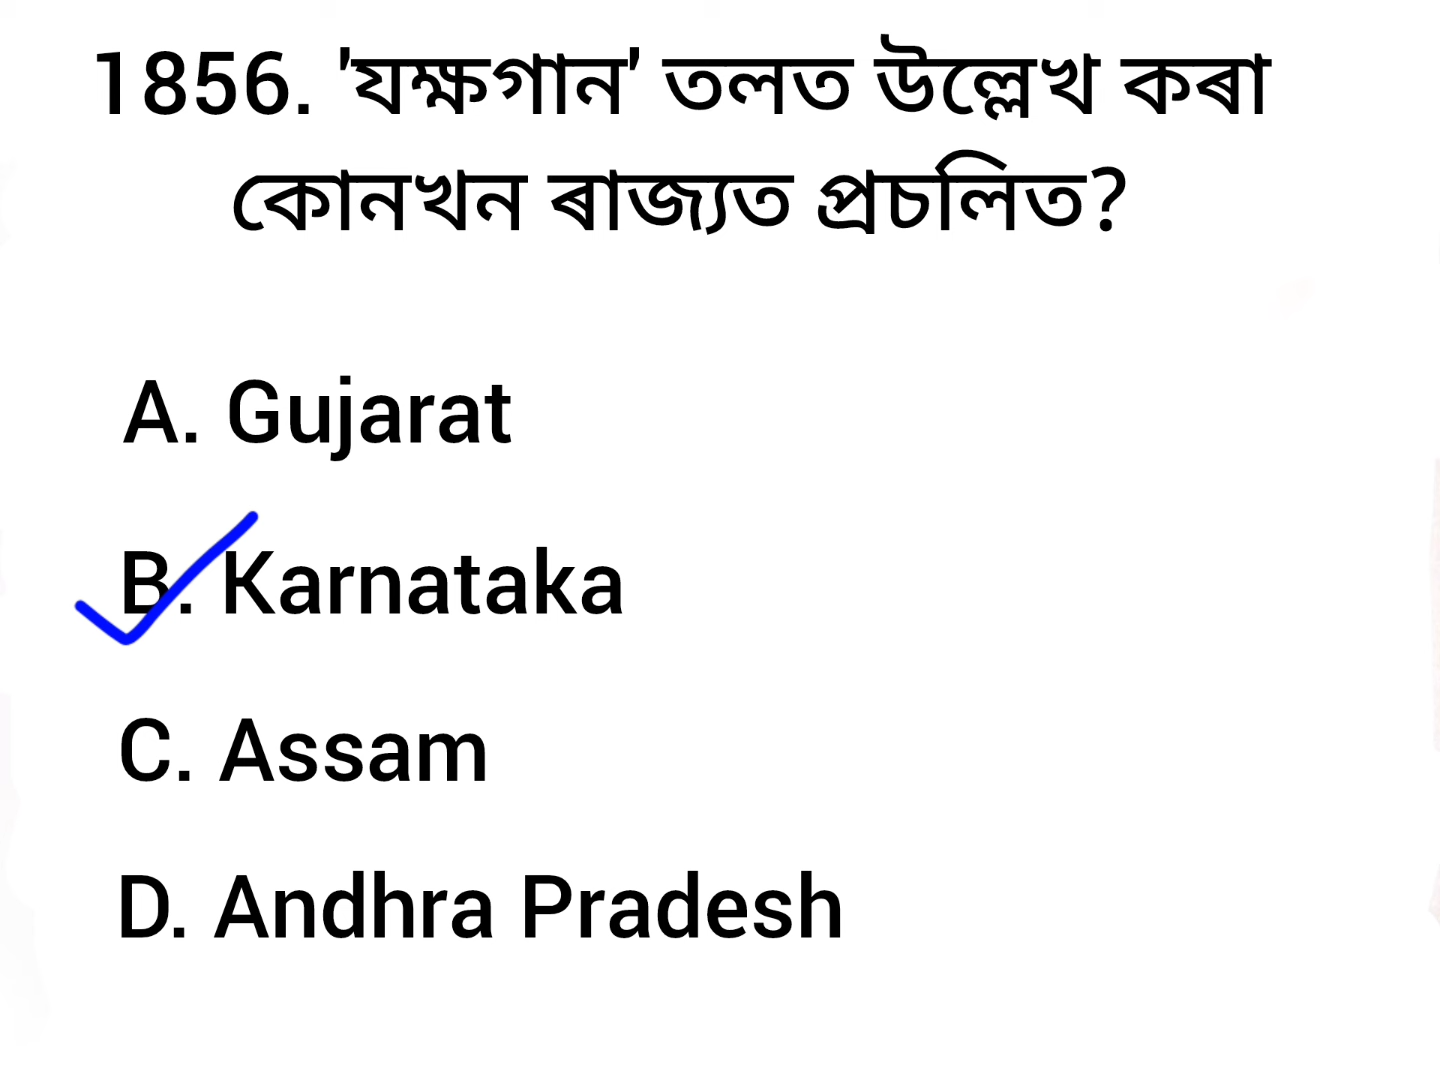 1856. 'যক্ষগান' তলত উল্লেখ কৰা
কোনখন ৰাজ্যত প্ৰচলিত?
A. Gujarat
B. Karnataka
C. Assam
D. Andhra Pradesh